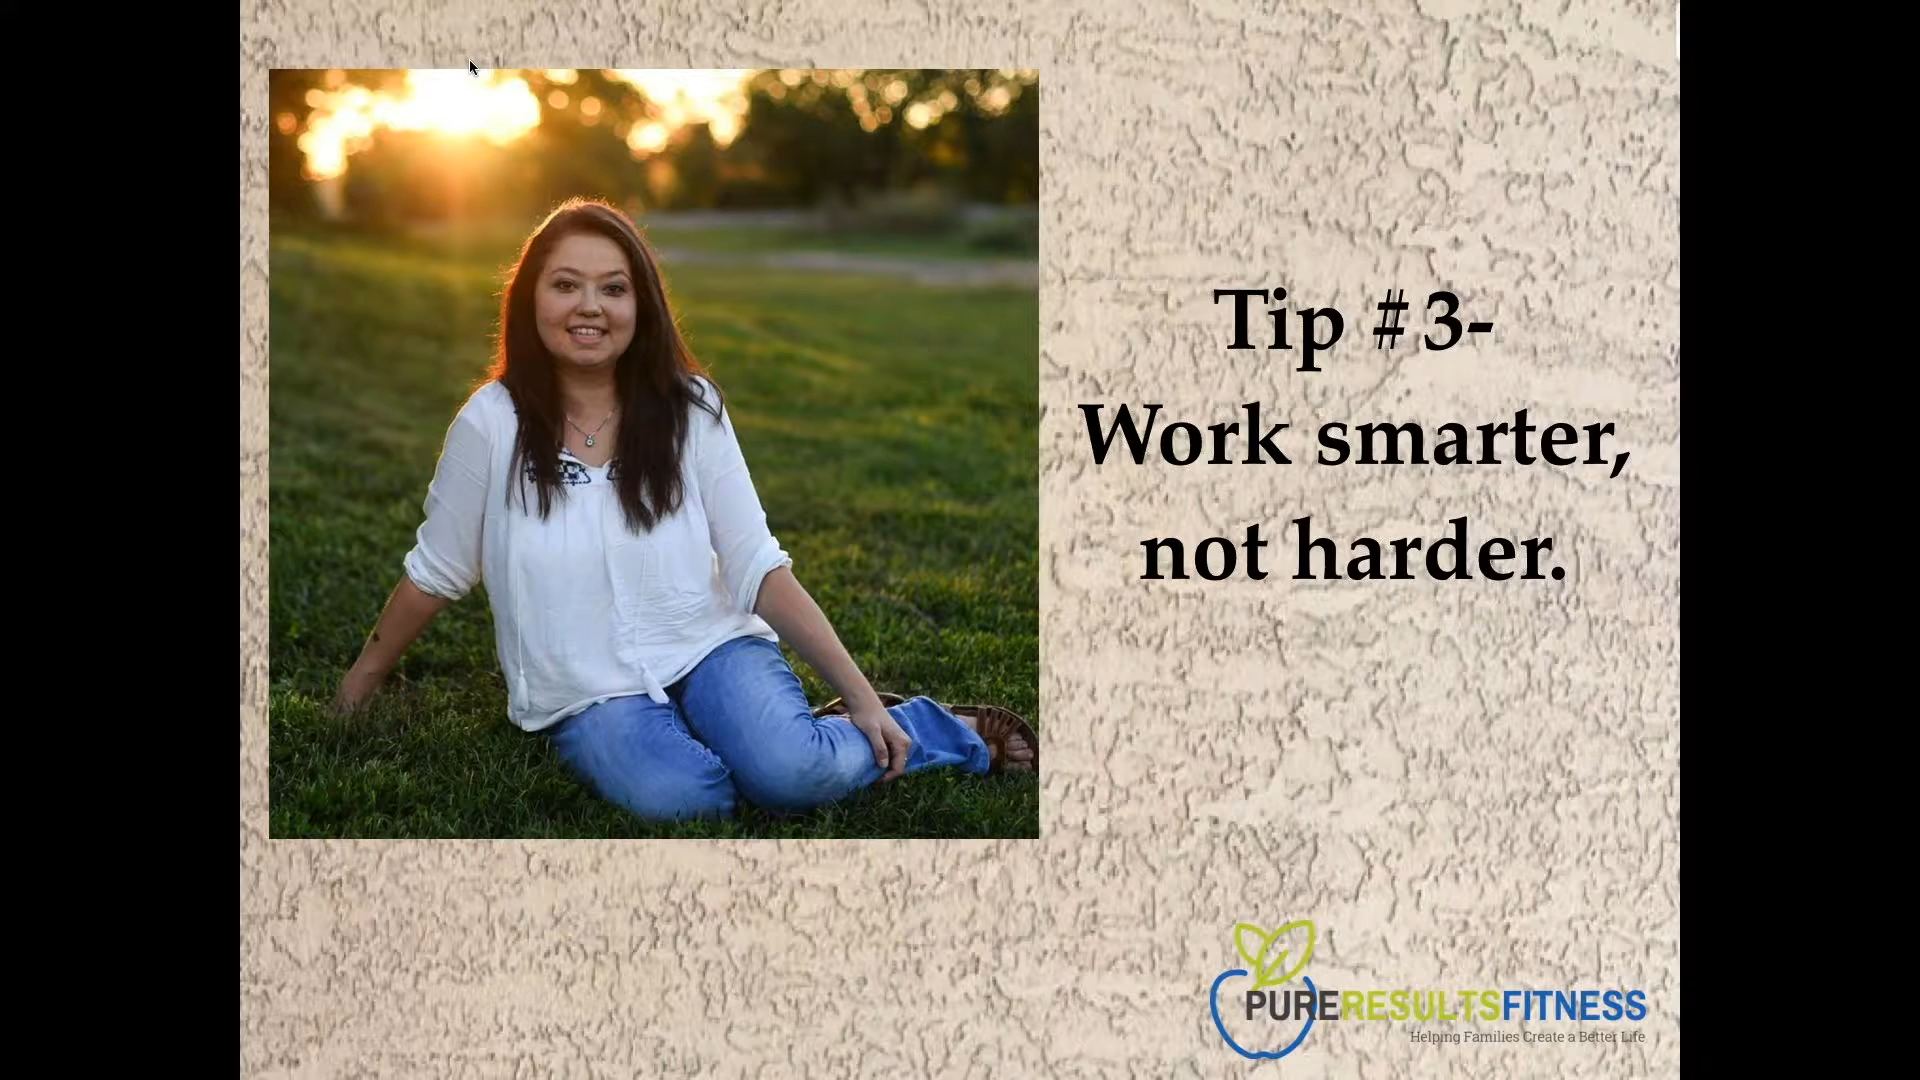 Tip #3-
Work smarter,
not harder.
PURERESULTSFITNESS
Helping Families Create a Better Life